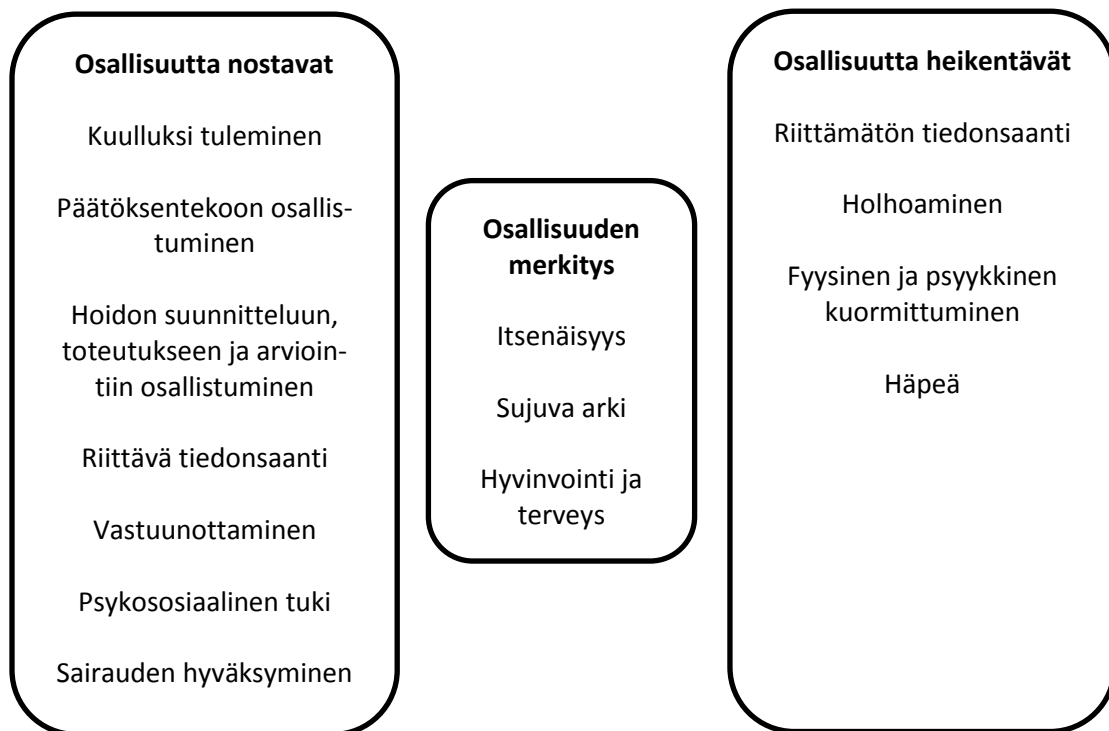 Osallisuutta nostavat
Kuulluksi tuleminen
Päätöksentekoon osallis-
tuminen
Hoidon suunnitteluun,
toteutukseen ja arvioin-
tiin osallistuminen
Riittävä tiedonsaanti
Vastuunottaminen
Psykososiaalinen tuki
Sairauden hyväksyminen
Osallisuuden
merkitys
Itsenäisyys
Sujuva arki
Hyvinvointi ja
terveys
Osallisuutta heikentävät
Riittämätön tiedonsaanti
Holhoaminen
Fyysinen ja psyykkinen
kuormittuminen
Häpeä